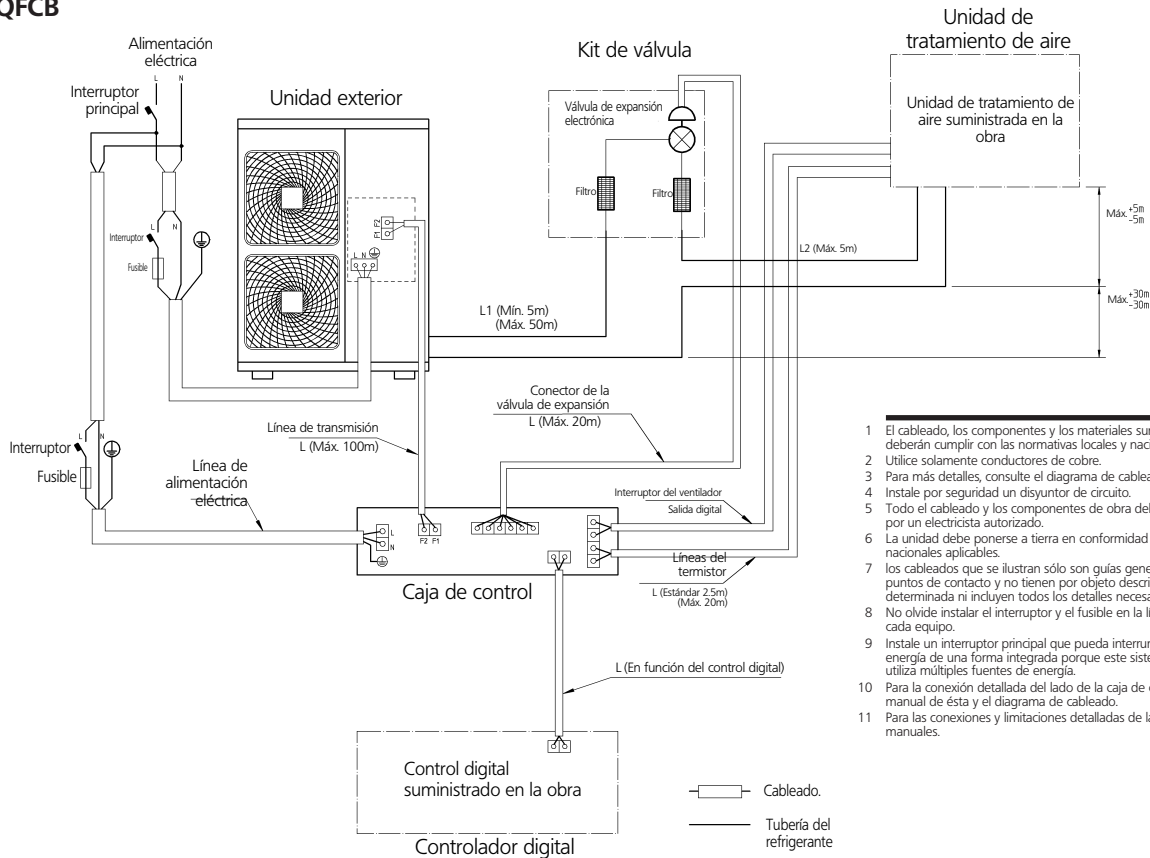 QFCB
Unidad de
tratamiento de aire
Alimentación
eléctrica
L N
Kit de válvula
Interruptor
principal
Unidad exterior
Válvula de expansión
electrónica
Unidad de tratamiento de
aire suministrada en la
obra
Filtro
Filtro
Máx. +5m
-5m
L N
Interruptor
Fusible
F1 F2
L N
L2 (Máx. 5m)
Máx. +30m
-30m
L1 (Mín. 5m)
(Máx. 50m)
Conector de la
válvula de expansión
L (Máx. 20m)
Línea de transmisión
L (Máx. 100m)
L N
Interruptor
Fusible
Línea de
alimentación
eléctrica
Interruptor del ventilador
Salida digital
L
N
F2 F1
Líneas del
termistor
L (Estándar 2.5m)
(Máx. 20m)
Caja de control
L (En función del control digital)
Control digital
suministrado en la obra
Controlador digital
Cableado.
Tubería del
refrigerante
1 El cableado, los componentes y los materiales
deberán cumplir con las normativas locales y
2 Utilice solamente conductores de cobre.
3 Para más detalles, consulte el diagrama de
4 Instale por seguridad un disyuntor de circuito.
5 Todo el cableado y los componentes de obra
por un electricista autorizado.
6 La unidad debe ponerse a tierra en conformidad
nacionales aplicables.
7 los cableados que se ilustran sólo son guías
puntos de contacto y no tienen por objeto
determinada ni incluyen todos los detalles
8 No olvide instalar el interruptor y el fusible en la
cada equipo.
9 Instale un interruptor principal que pueda
energía de una forma integrada porque este
utiliza múltiples fuentes de energía.
10 Para la conexión detallada del lado de la caja de
manual de ésta y el diagrama de cableado.
11 Para las conexiones y limitaciones detalladas de
manuales.